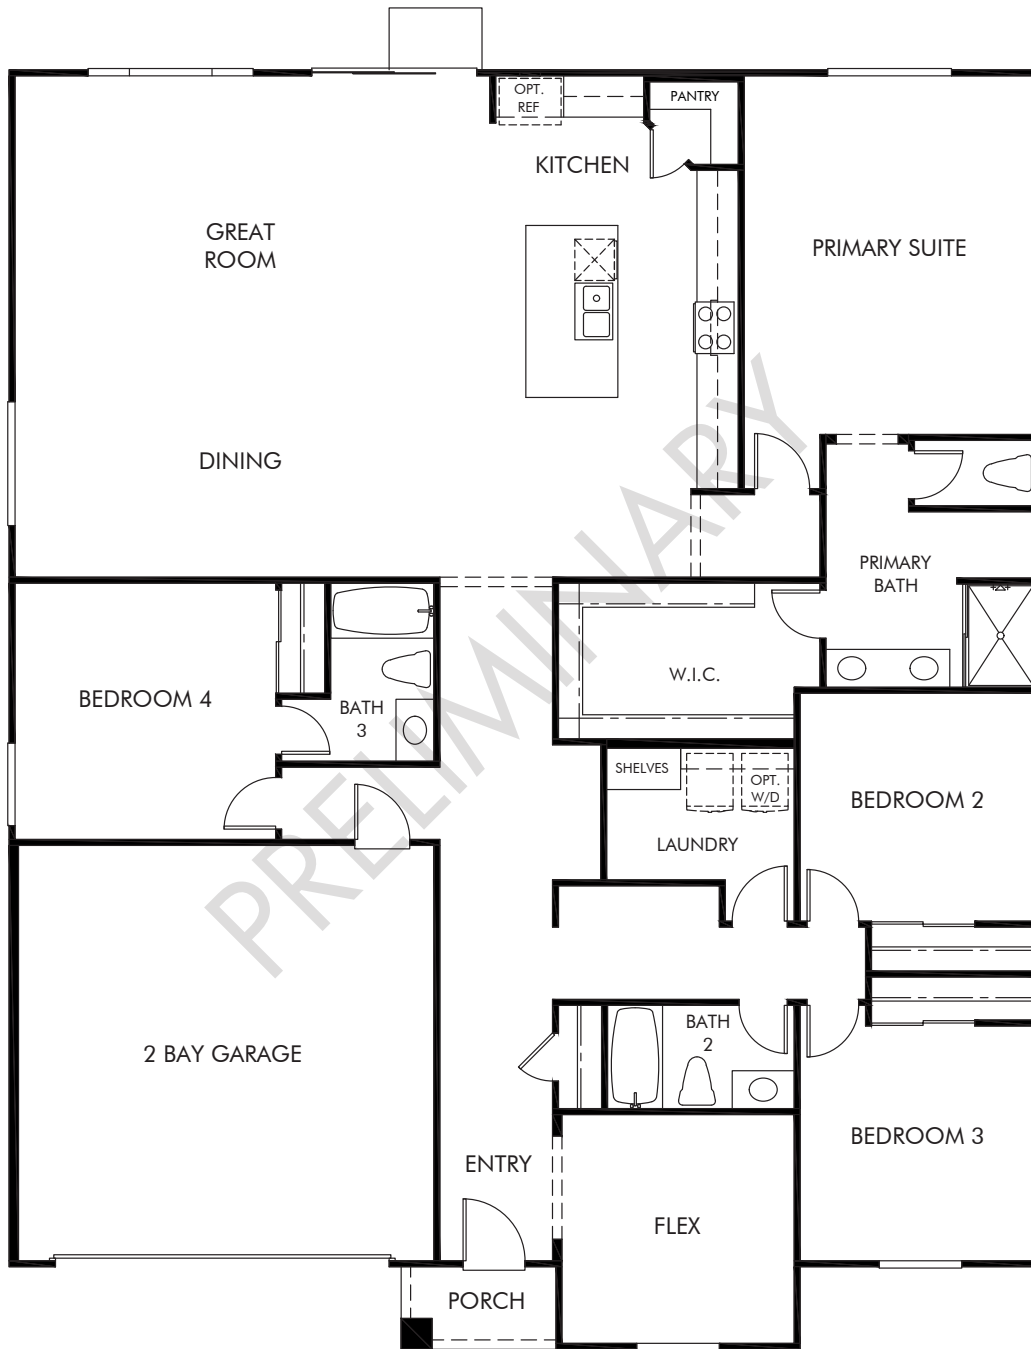 OPT.
REF
PANTRY
KITCHEN
GREAT
ROOM
PRIMARY SUITE
DINING
PRIMARY
BATH
W.I.C.
BEDROOM 4
BATH
3
SHELVES
OPT.
W/D
LAUNDRY
BEDROOM 2
PRELIMINARY
2 BAY GARAGE
BATH
2
BEDROOM 3
ENTRY
FLEX
PORCH